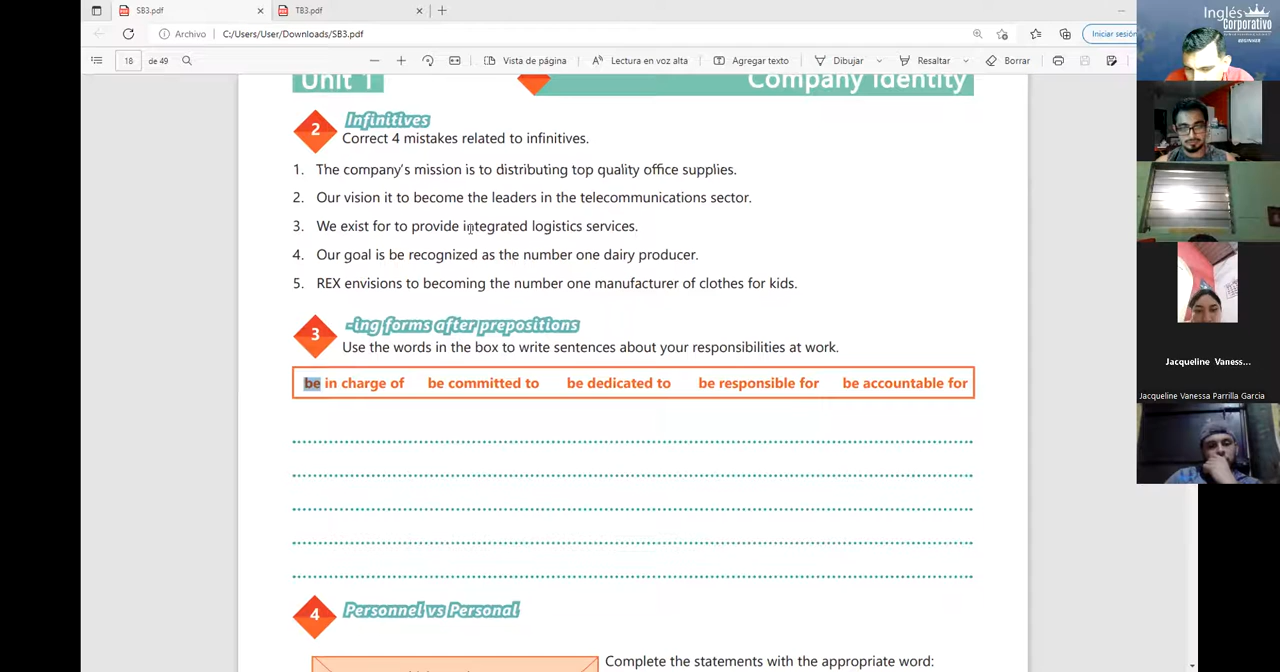 SB3.pdf
TB3.pdf
Archivo
C:/Users/User/Downloads/SB3.pdf
Iniciar sesión
18
de 49
Vista de página
Lectura en voz alta
Agregar texto
Dibujar
Resaltar
Borrar
Inglés
Corporativo
BEGINNER
Unit 1
Company Identity
2
Infinitives
Correct 4 mistakes related to infinitives.
1. The company's mission is to distributing top quality office supplies.
2. Our vision it to become the leaders in the telecommunications sector.
3. We exist for to provide integrated logistics services.
4. Our goal is be recognized as the number one dairy producer.
5. REX envisions to becoming the number one manufacturer of clothes for kids.
3
-ing forms after prepositions
Use the words in the box to write sentences about your responsibilities at work.
be in charge of be committed to be dedicated to be responsible for be accountable for
4
Personnel vs Personal
Complete the statements with the appropriate word:
Jacqueline Vaness...
Jacqueline Vanessa Parrilla Garcia